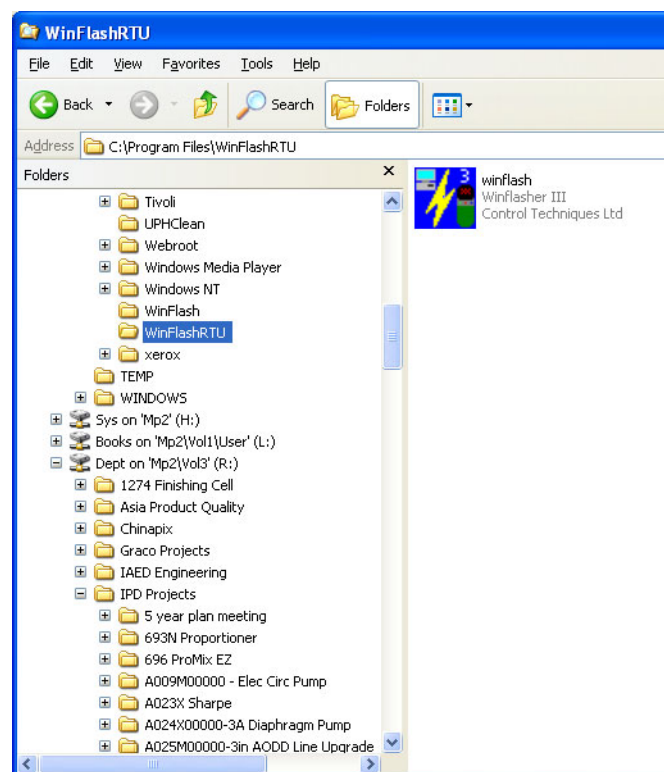 WinFlashRTU
File Edit View Favorites Tools Help
Back Search Folders
Address C:\Program Files\WinFlashRTU
Folders
3
winflash
Winflasher III
Control Techniques Ltd
Tivoli
UPHClean
Webroot
Windows Media Player
Windows NT
WinFlash
WinFlashRTU
xerox
TEMP
WINDOWS
Sys on 'Mp2' (H:)
Books on 'Mp2\Vol1\User' (L:)
Dept on 'Mp2\Vol3' (R:)
1274 Finishing Cell
Asia Product Quality
Chinapix
Graco Projects
IAED Engineering
IPD Projects
5 year plan meeting
693N Proportioner
696 ProMix EZ
A009M00000 - Elec Circ Pump
A023X Sharpe
A024X00000-3A Diaphragm Pump
A025M00000-3in AODD Line Upgrade